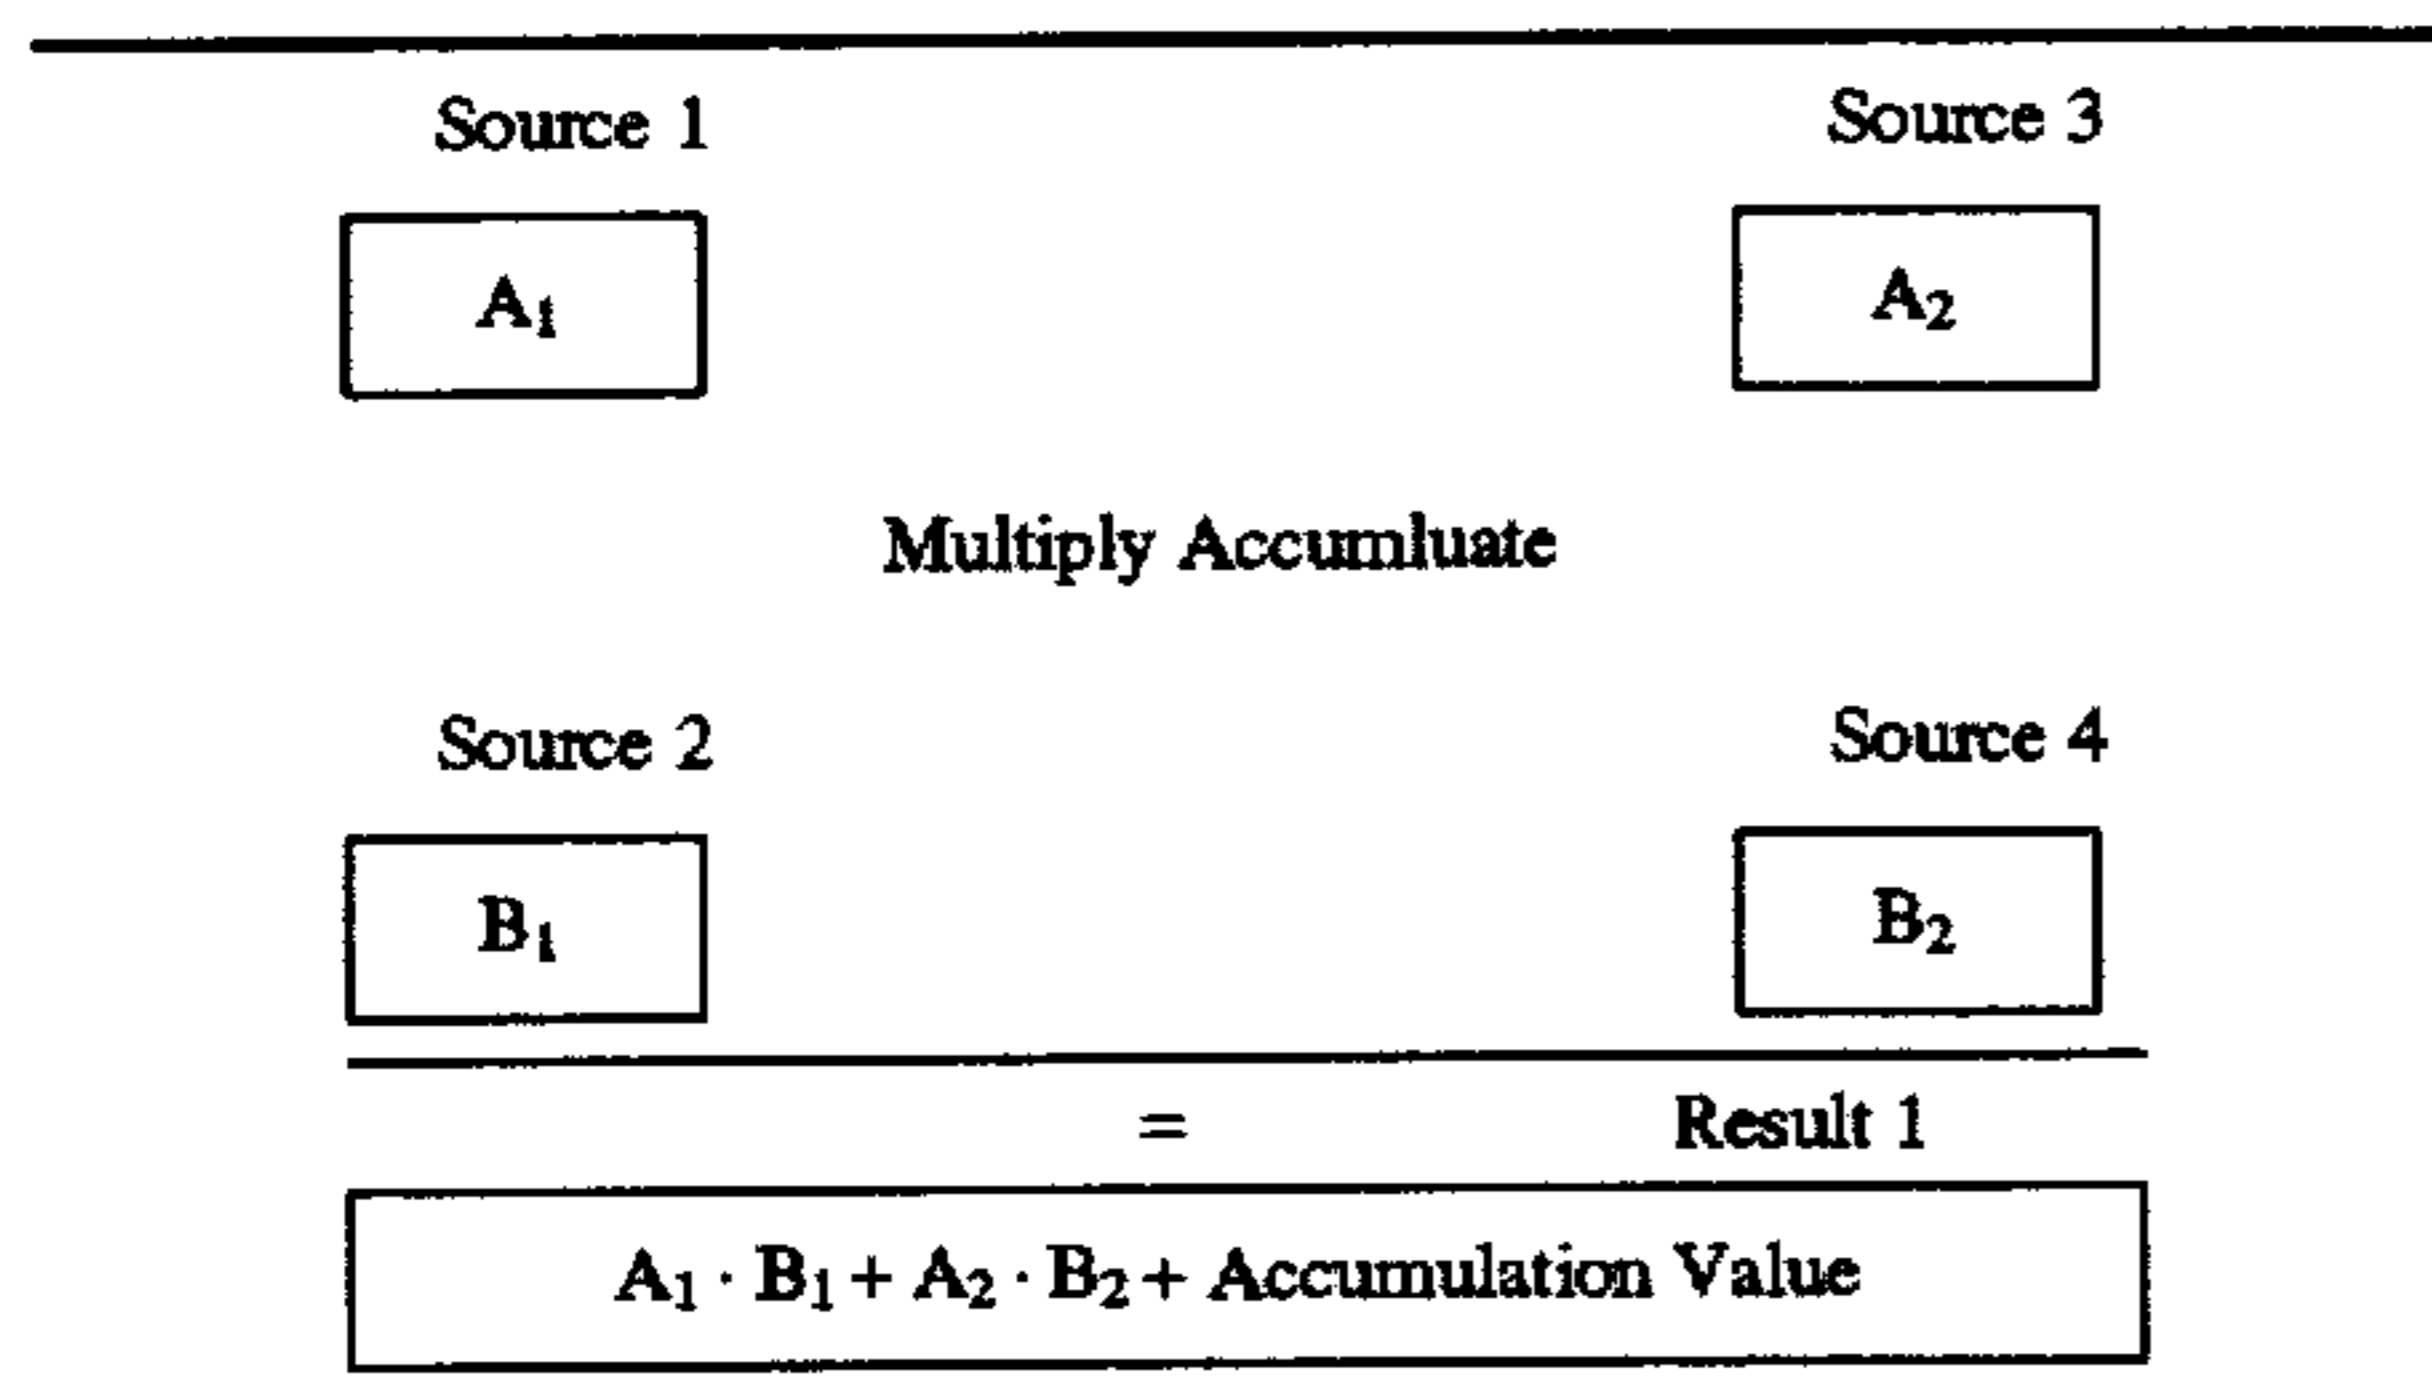 Source 1 Source 3
A₁ A₂
Multiply Accumluate
Source 2 Source 4
B₁ B₂
= Result 1
A₁ · B₁ + A₂ · B₂ + Accumulation Value